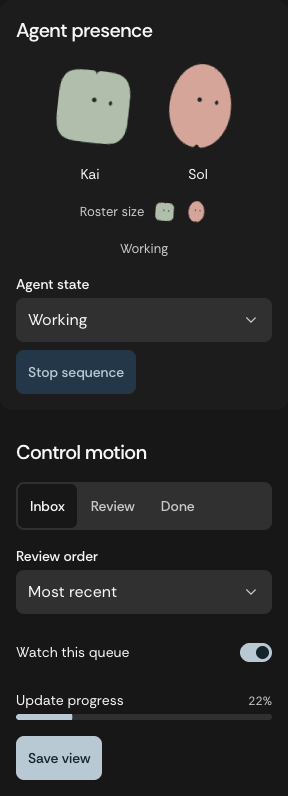 Agent presence
Kai Sol
Roster size
Working
Agent state
Working
Stop sequence
Control motion
Inbox Review Done
Review order
Most recent
Watch this queue
Update progress 22%
Save view